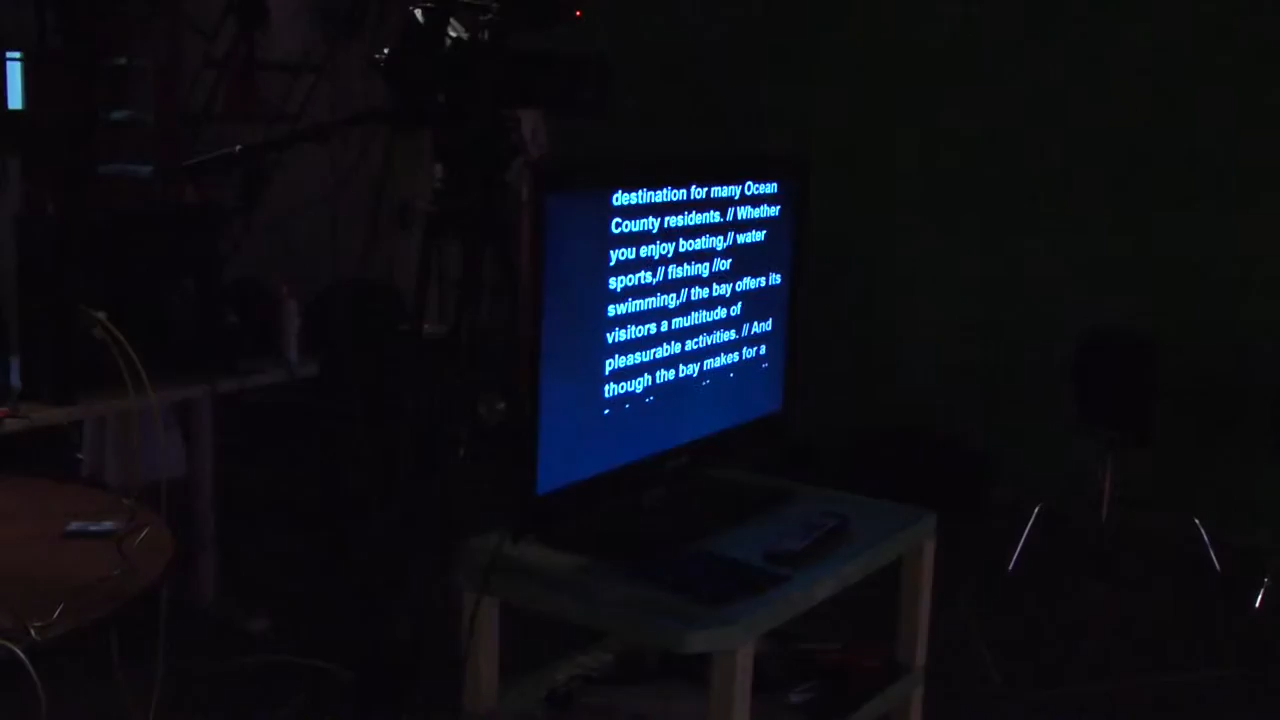 destination for many Ocean
County residents. // Whether
you enjoy boating,// water
sports,// fishing //or
swimming,// the bay offers its
visitors a multitude of
pleasurable activities. // And
though the bay makes for a